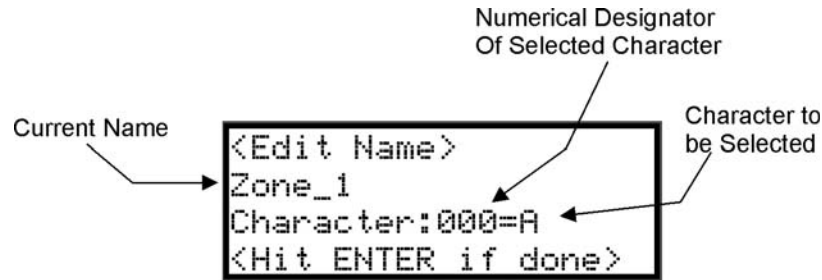 Numerical Designator
Of Selected Character
Character to
be Selected
Current Name
<Edit Name>
Zone_1
Character:000=A
<Hit ENTER if done>